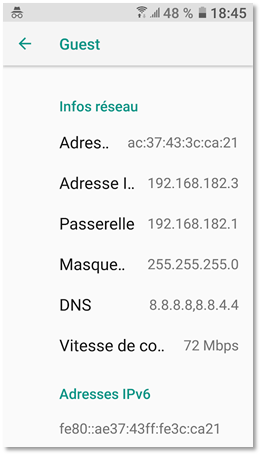 48 % 18:45
Guest
Infos réseau
Adres.. ac:37:43:3c:ca:21
Adresse I.. 192.168.182.3
Passerelle 192.168.182.1
Masque.. 255.255.255.0
DNS 8.8.8.8,8.8.4.4
Vitesse de co.. 72 Mbps
Adresses IPv6
fe80::ae37:43ff:fe3c:ca21